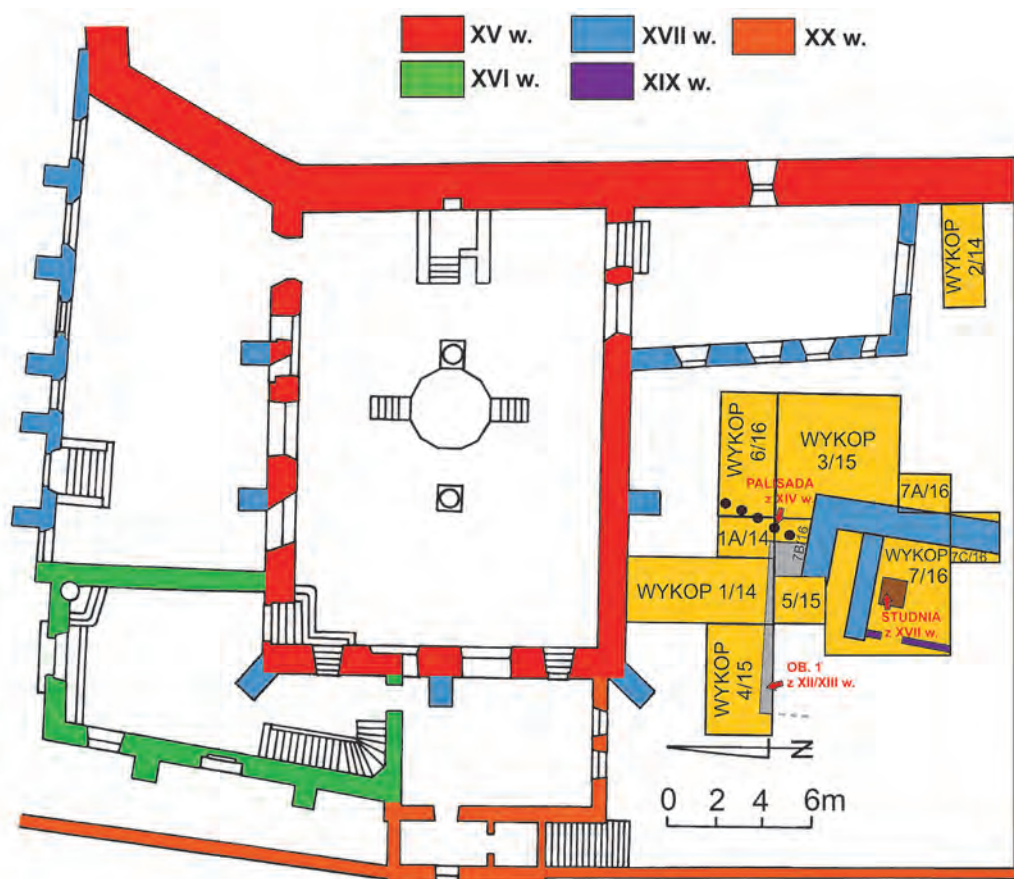 XV w.
XVII w.
XX w.
XVI w.
XIX w.
WYKOP
2/14
WYKOP
6/16
WYKOP
3/15
PALISADA
z XIV w.
7A/16
1A/14
7B/16
WYKOP
7/16
7C/16
WYKOP 1/14
5/15
STUDNIA
z XVII w.
WYKOP
4/15
OB. 1
z XII/XIII w.
N
0 2 4 6m